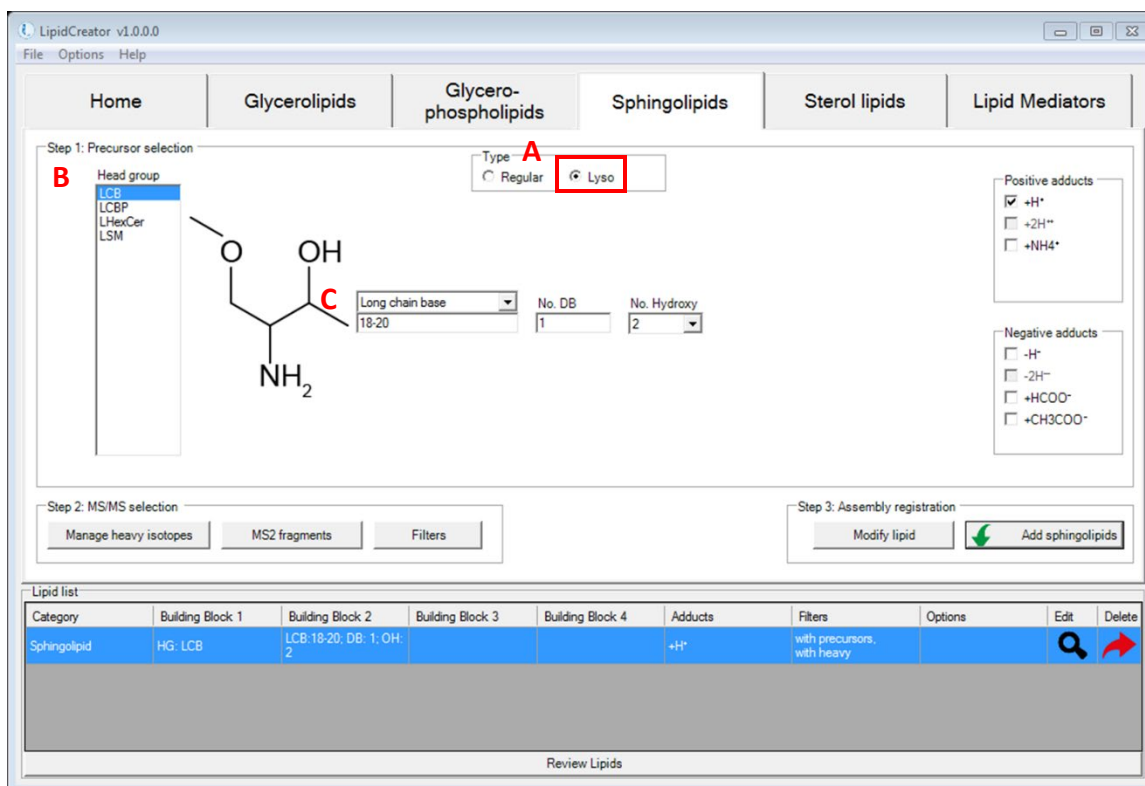 LipidCreator v1.0.0.0
File Options Help
Home
Glycerolipids
Glycero-
phospholipids
Sphingolipids
Sterol lipids
Lipid Mediators
Step 1: Precursor selection
Type
A
Regular
Lyso
B
Head group
LCB
LCBP
LHexCer
LSM
O
OH
NH2
C
Long chain base
18-20
No. DB
1
No. Hydroxy
2
Positive adducts
+H⁺
+2H⁺⁺
+NH4⁺
Negative adducts
-H⁻
-2H⁻⁻
+HCOO⁻
+CH3COO⁻
Step 2: MS/MS selection
Manage heavy isotopes
MS2 fragments
Filters
Step 3: Assembly registration
Modify lipid
Add sphingolipids
Lipid list
Category Building Block 1 Building Block 2 Building Block 3 Building Block 4 Adducts Filters Options Edit Delete
Sphingolipid HG: LCB LCB:18-20; DB: 1; OH: +H⁺ with precursors,
2 with heavy
Review Lipids